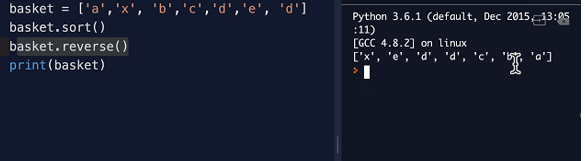 basket = ['a','x', 'b','c','d','e', 'd']
basket.sort()
basket.reverse()
print(basket)
Python 3.6.1 (default, Dec 2015, 13:05
:11)
[GCC 4.8.2] on linux
['x', 'e', 'd', 'd', 'c', 'b', 'a']
>